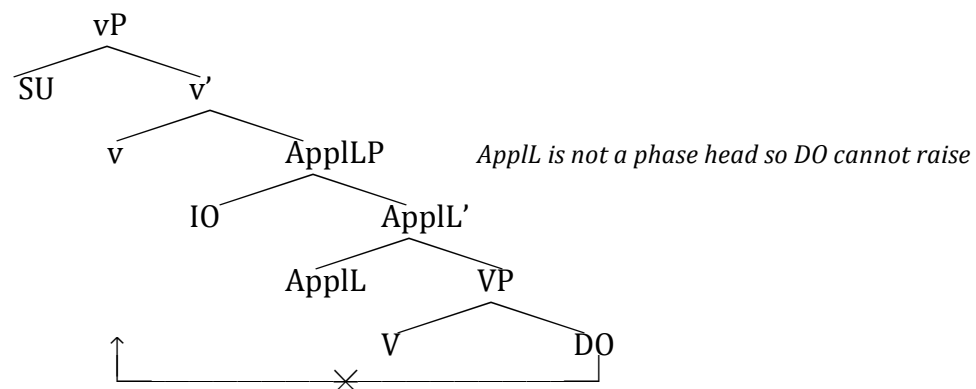 vP
SU v’
v ApplLP ApplL is not a phase head so DO cannot raise
IO ApplL’
ApplL VP
V DO